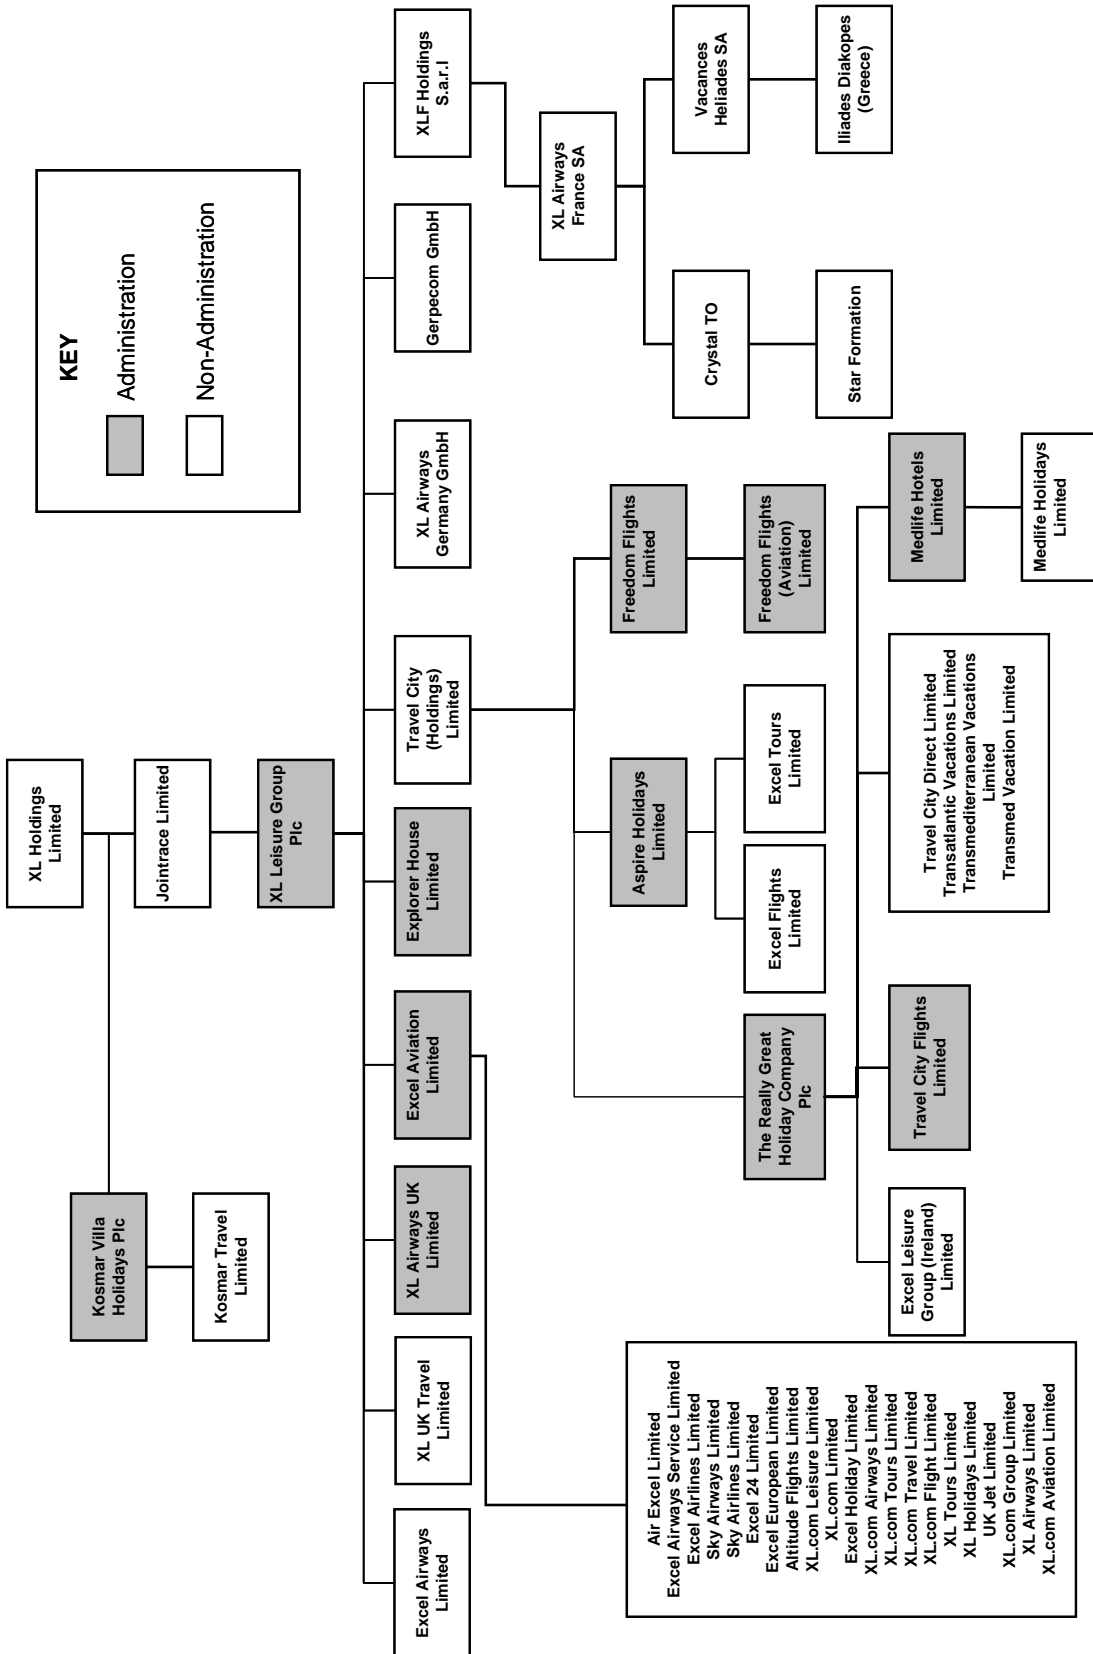 KEY
Administration
Non-Administration
XL Holdings
Limited
Kosmar Villa
Holidays Plc
Kosmar Travel
Limited
Jointrace Limited
XL Leisure Group
Plc
Excel Airways
Limited
XL UK Travel
Limited
XL Airways UK
Limited
Excel Aviation
Limited
Explorer House
Limited
Travel City
(Holdings)
Limited
XL Airways
Germany GmbH
Gerpecom GmbH
XLF Holdings
S.a.r.l
XL Airways
France SA
Crystal TO
Vacances
Heliades SA
Star Formation
Iliades Diakopes
(Greece)
Aspire Holidays
Limited
Freedom Flights
Limited
The Really Great
Holiday Company
Plc
Excel Flights
Limited
Excel Tours
Limited
Freedom Flights
(Aviation)
Limited
Air Excel Limited
Excel Airways Service Limited
Excel Airlines Limited
Sky Airways Limited
Sky Airlines Limited
Excel 24 Limited
Excel European Limited
Altitude Flights Limited
XL.com Leisure Limited
XL.com Limited
Excel Holiday Limited
XL.com Airways Limited
XL.com Tours Limited
XL.com Travel Limited
XL.com Flight Limited
XL Tours Limited
XL Holidays Limited
UK Jet Limited
XL.com Group Limited
XL Airways Limited
XL.com Aviation Limited
Excel Leisure
Group (Ireland)
Limited
Travel City Flights
Limited
Travel City Direct Limited
Transatlantic Vacations Limited
Transmediterranean Vacations
Limited
Transmed Vacation Limited
Medlife Hotels
Limited
Medlife Holidays
Limited